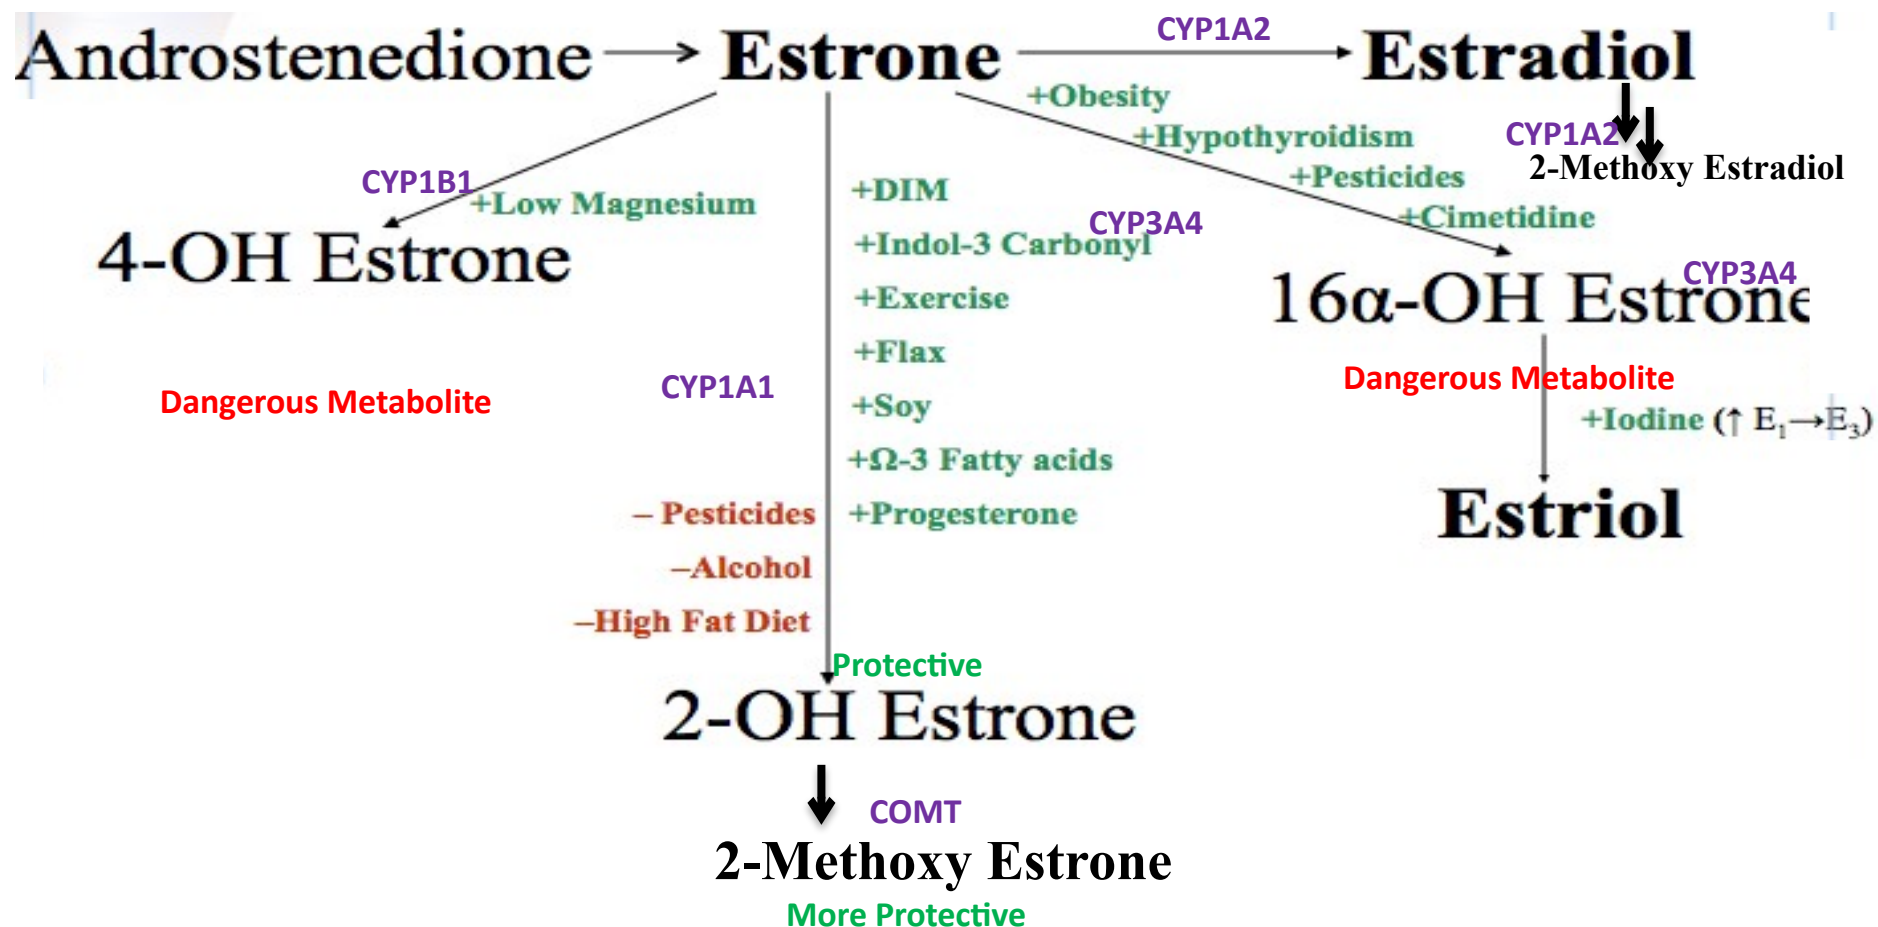 Androstenedione
Estrone
CYP1A2
Estradiol
+Obesity
+Hypothyroidism
+Pesticides
+Cimetidine
CYP1A2
2-Methoxy Estradiol
CYP1B1
+Low Magnesium
4-OH Estrone
Dangerous Metabolite
+DIM
CYP3A4
+Indol-3 Carbonyl
+Exercise
+Flax
CYP1A1
+Soy
+Ω-3 Fatty acids
– Pesticides
+Progesterone
–Alcohol
–High Fat Diet
CYP3A4
16α-OH Estrone
Dangerous Metabolite
+Iodine (↑ E₁→E₃)
Estriol
Protective
2-OH Estrone
COMT
2-Methoxy Estrone
More Protective